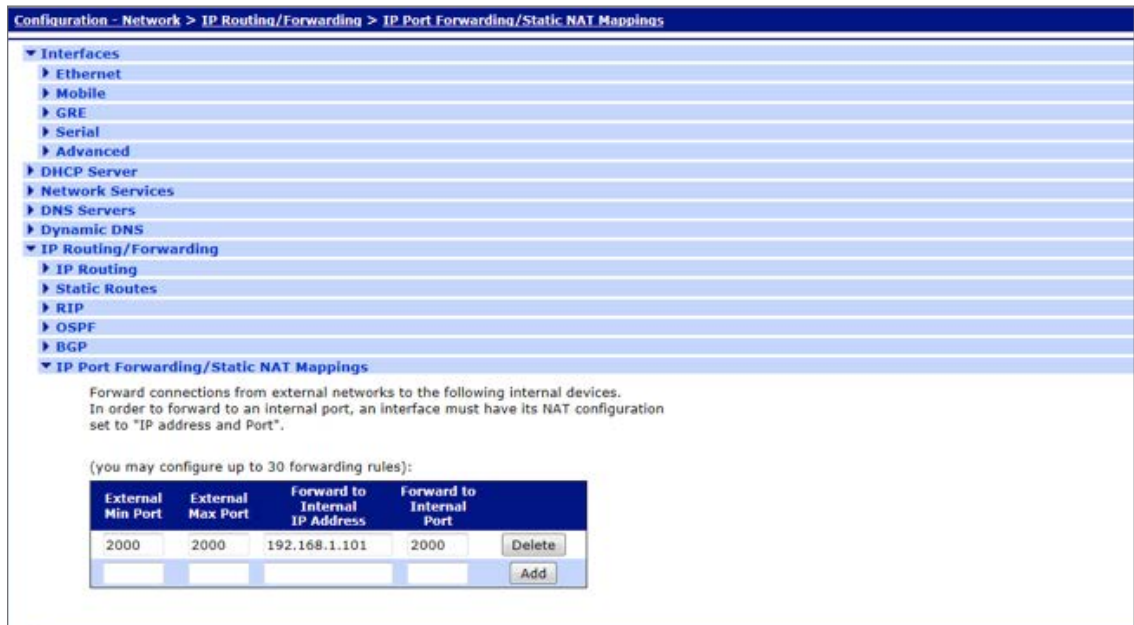 Configuration - Network > IP Routing/Forwarding > IP Port Forwarding/Static NAT Mappings
Interfaces
Ethernet
Mobile
GRE
Serial
Advanced
DHCP Server
Network Services
DNS Servers
Dynamic DNS
IP Routing/Forwarding
IP Routing
Static Routes
RIP
OSPF
BGP
IP Port Forwarding/Static NAT Mappings
Forward connections from external networks to the following internal devices.
In order to forward to an internal port, an interface must have its NAT configuration
set to "IP address and Port".
(you may configure up to 30 forwarding rules):
External Min Port External Max Port Forward to Internal IP Address Forward to Internal Port
2000 2000 192.168.1.101 2000 Delete
Add